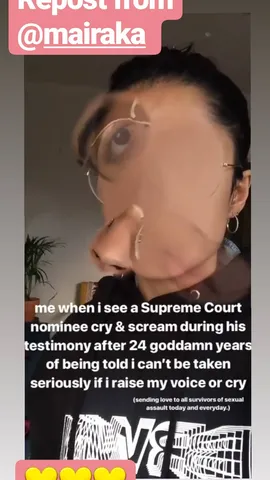 Repost from
@mairaka
me when i see a Supreme Court
nominee cry & scream during his
testimony after 24 goddamn years
of being told i can't be taken
seriously if i raise my voice or cry
(sending love to all survivors of sexual
assault today and everyday.)